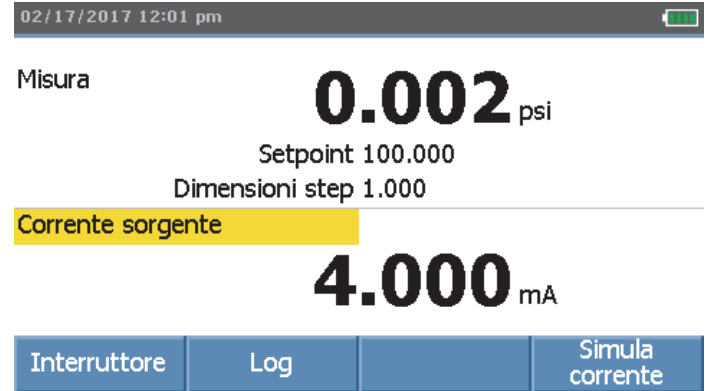 02/17/2017 12:01 pm
Misura
0.002 psi
Setpoint 100.000
Dimensioni step 1.000
Corrente sorgente
4.000 mA
Interruttore
Log
Simula
corrente